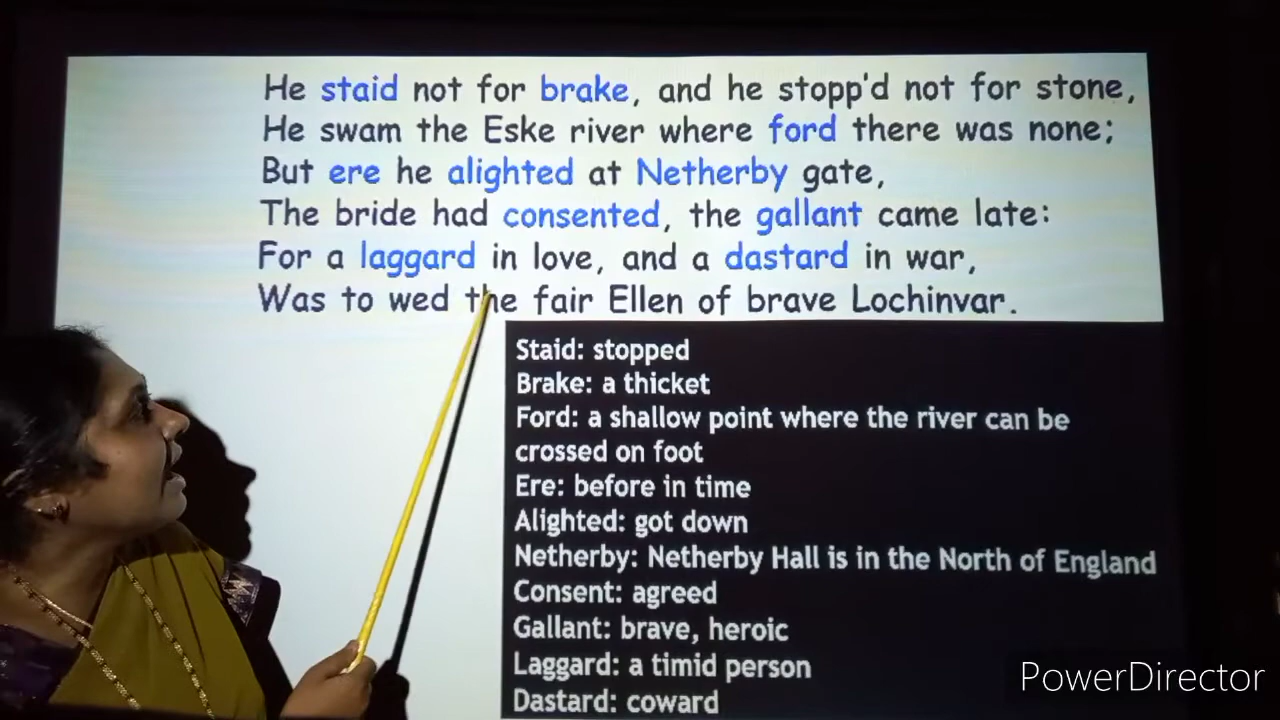 He staid not for brake, and he stopp'd not for stone,
He swam the Eske river where ford there was none;
But ere he alighted at Netherby gate,
The bride had consented, the gallant came late:
For a laggard in love, and a dastard in war,
Was to wed the fair Ellen of brave Lochinvar.
Staid: stopped
Brake: a thicket
Ford: a shallow point where the river can be
crossed on foot
Ere: before in time
Alighted: got down
Netherby: Netherby Hall is in the North of England
Consent: agreed
Gallant: brave, heroic
Laggard: a timid person
Dastard: coward
PowerDirector